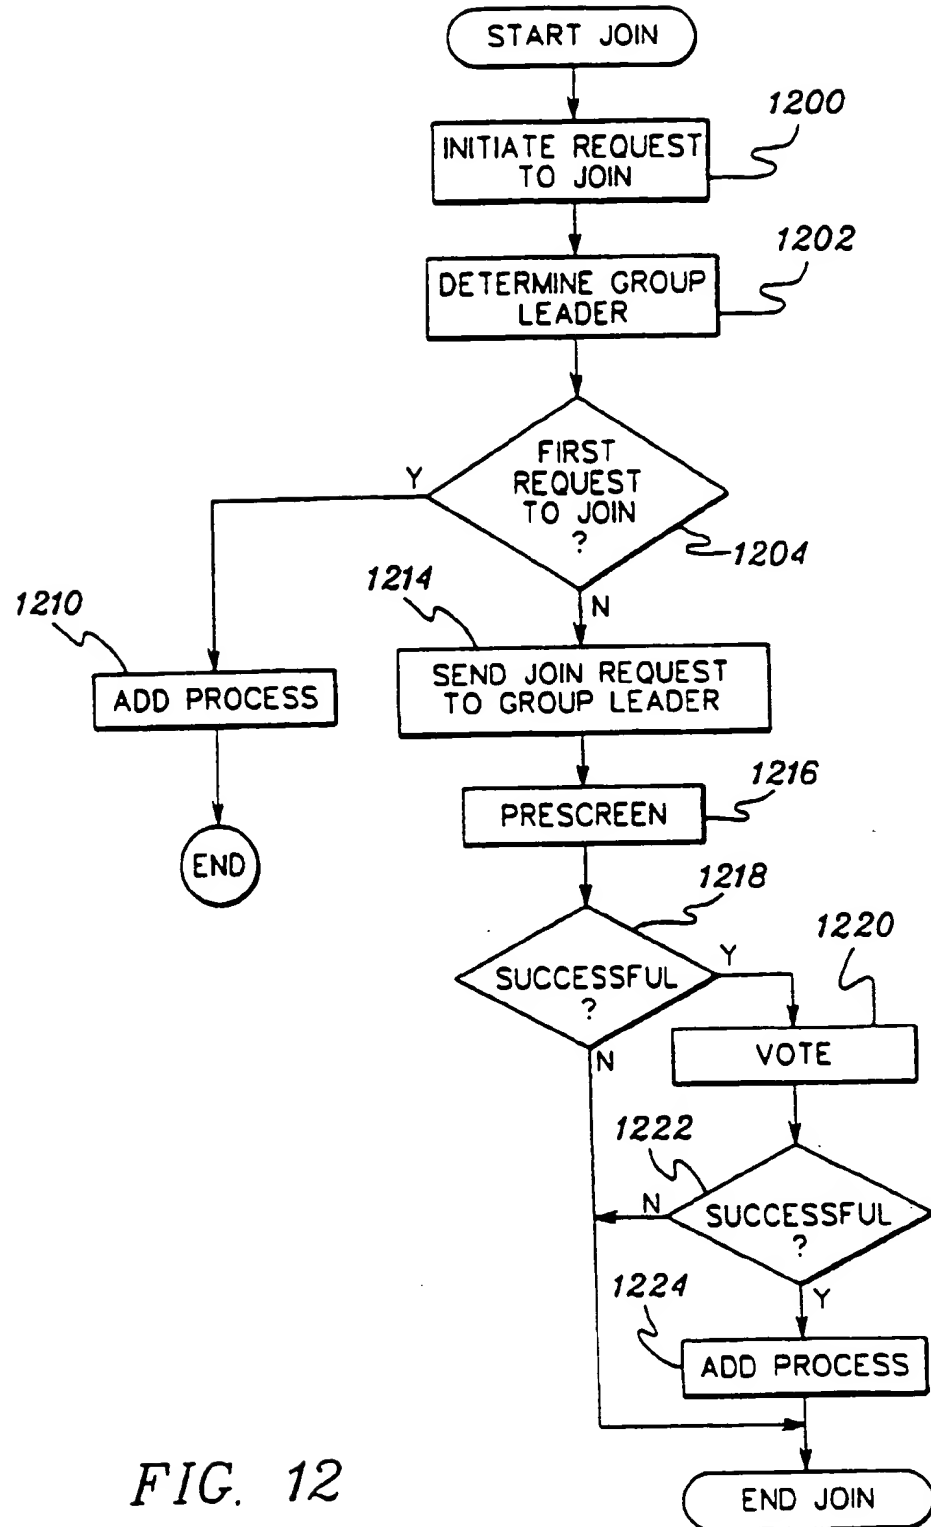 START JOIN
1200
INITIATE REQUEST
TO JOIN
1202
DETERMINE GROUP
LEADER
FIRST
REQUEST
TO JOIN
?
Y
1204
N
1214
1210
SEND JOIN REQUEST
TO GROUP LEADER
ADD PROCESS
1216
PRESCREEN
END
1218
1220
SUCCESSFUL
?
Y
N
VOTE
1222
N
SUCCESSFUL
?
Y
1224
ADD PROCESS
END JOIN
FIG. 12